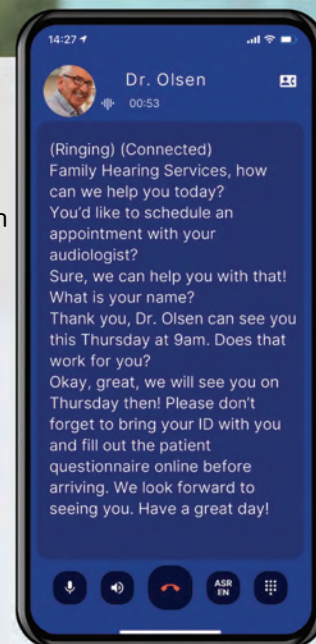 14:27
Dr. Olsen
00:53
(Ringing) (Connected)
Family Hearing Services, how
can we help you today?
You'd like to schedule an
appointment with your
audiologist?
Sure, we can help you with that!
What is your name?
Thank you, Dr. Olsen can see you
this Thursday at 9am. Does that
work for you?
Okay, great, we will see you on
Thursday then! Please don't
forget to bring your ID with you
and fill out the patient
questionnaire online before
arriving. We look forward to
seeing you. Have a great day!
ASR
EN